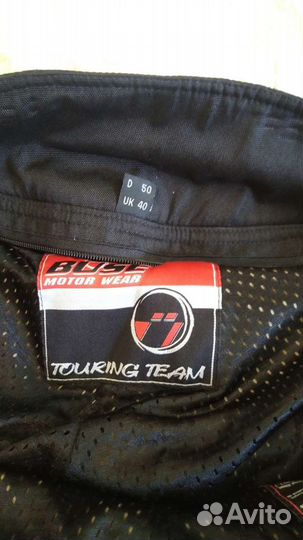 D 50
UK 40
BUSE
MOTOR WEAR
TOURING TEAM
Avito